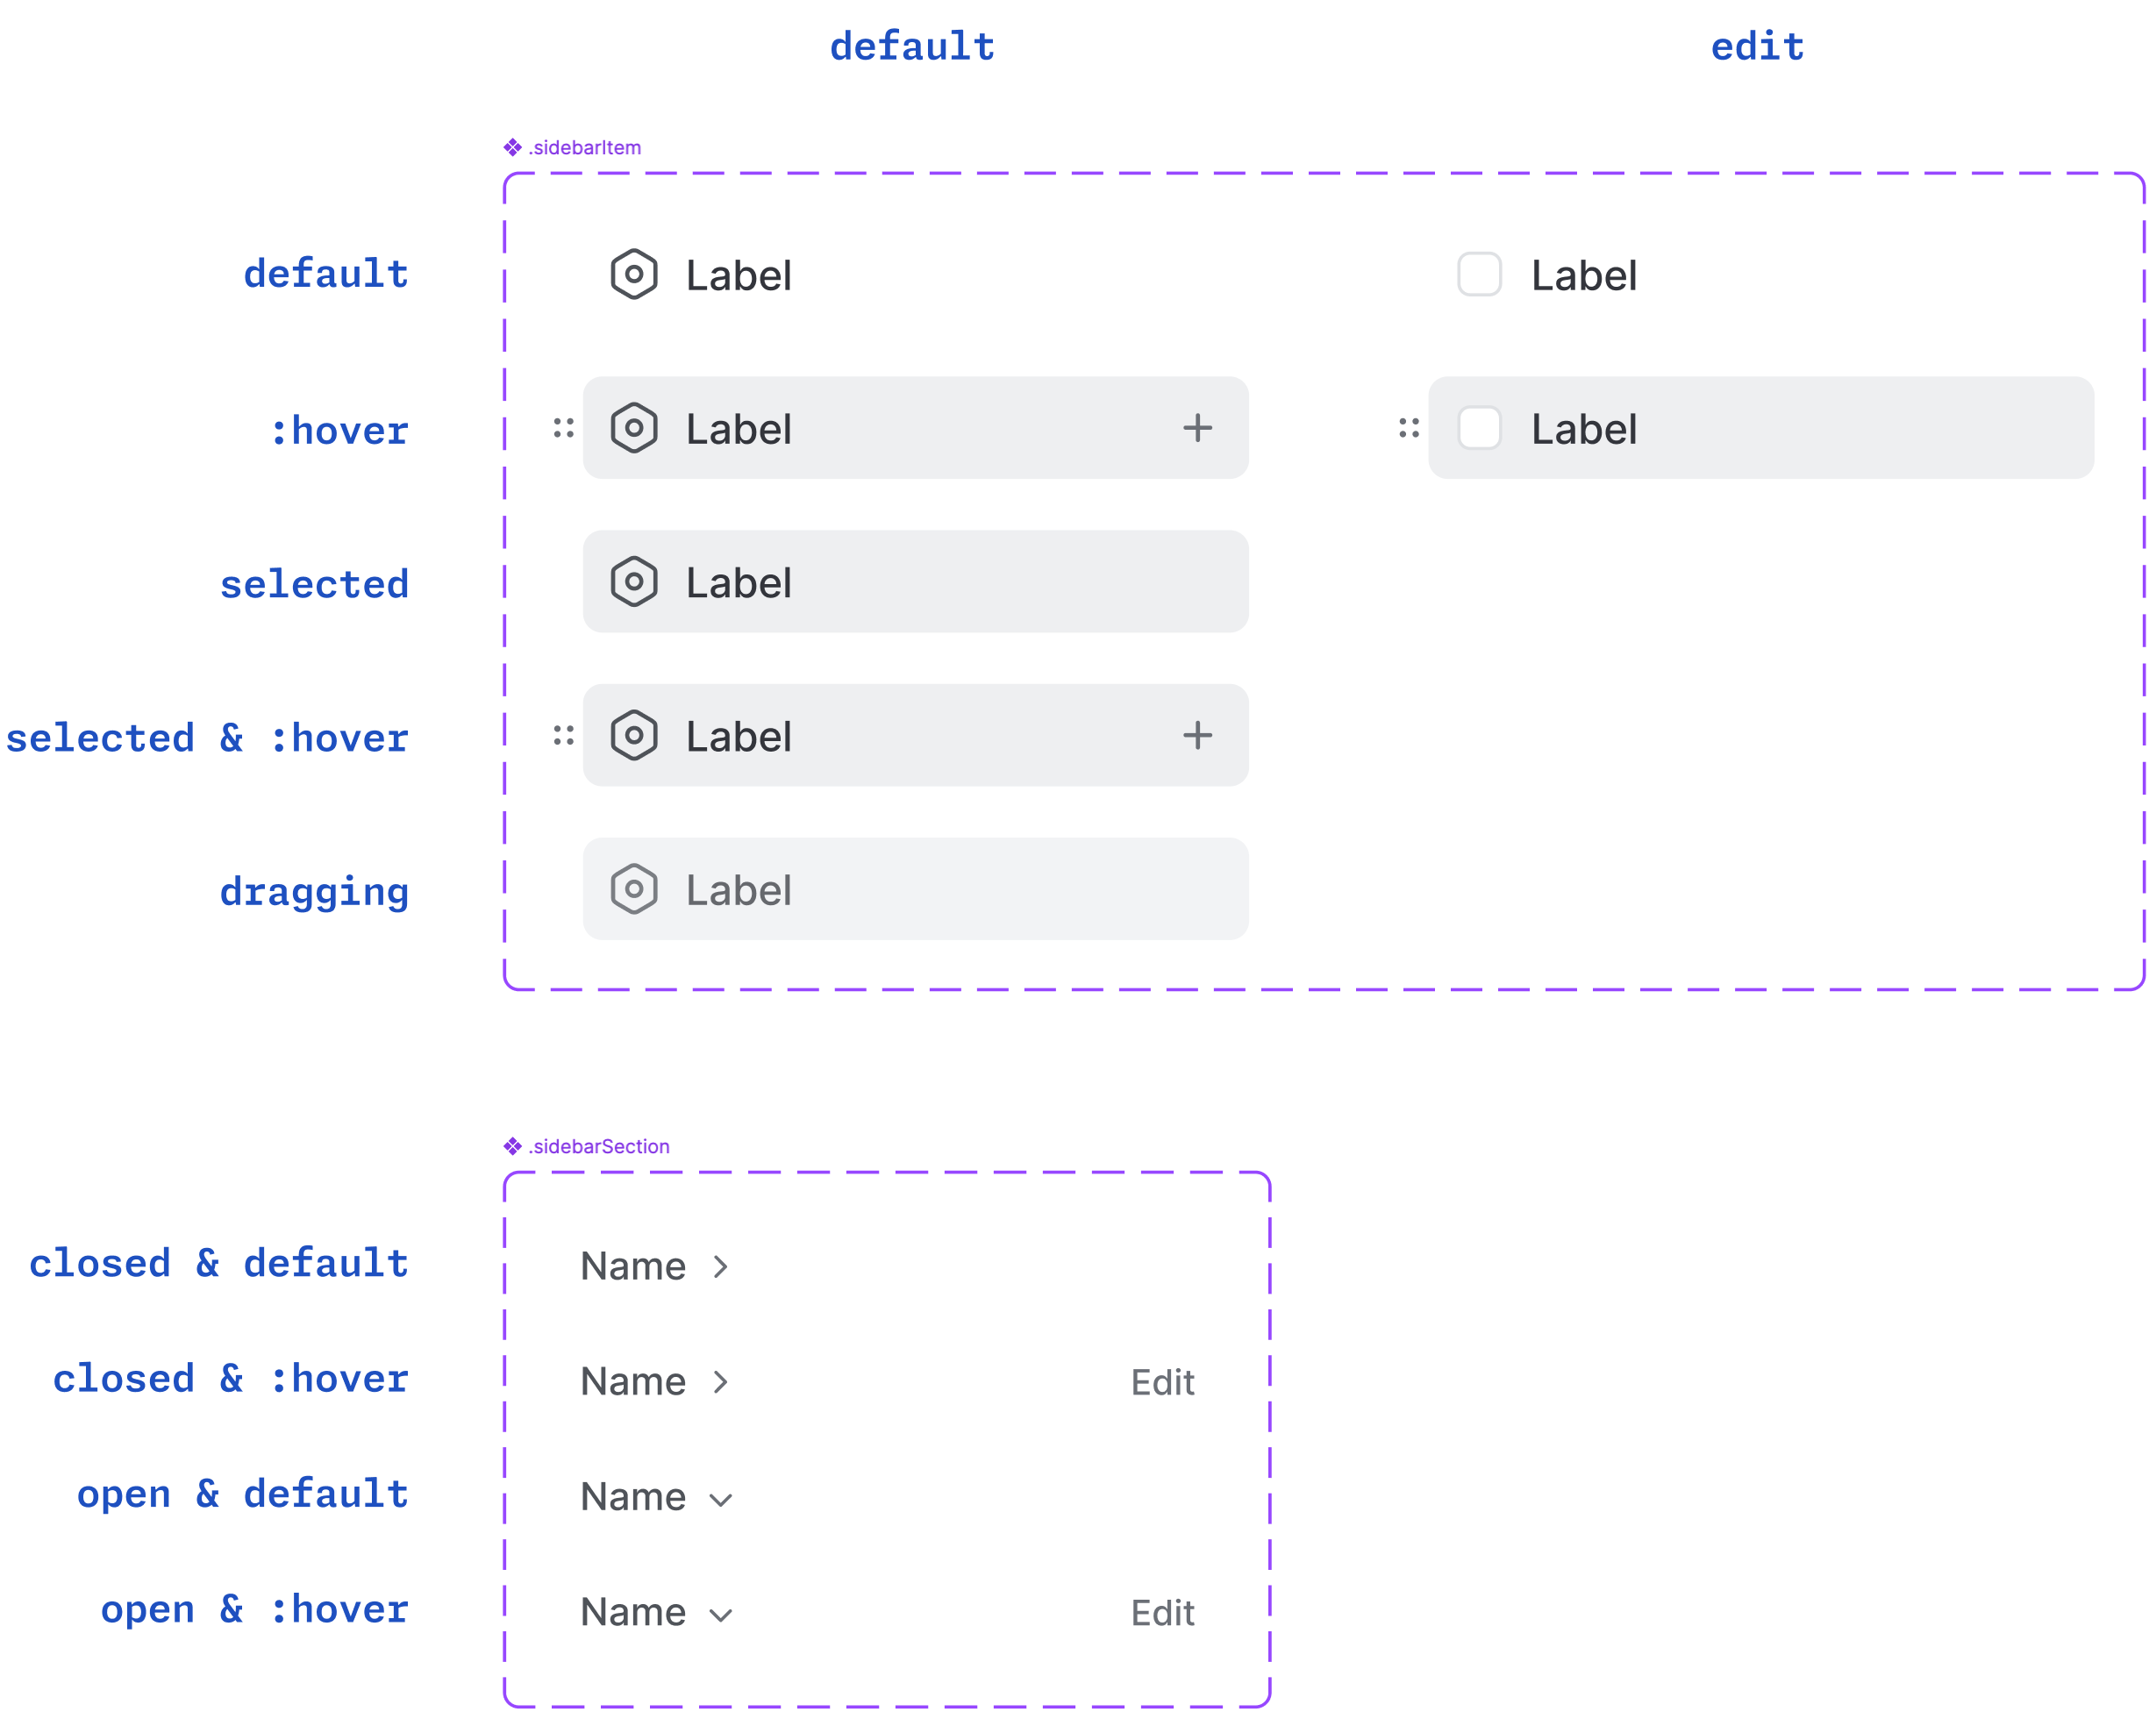 default edit
.sidebarItem
default Label Label
:hover Label Label
selected Label
selected & :hover Label
dragging Label
.sidebarSection
closed & default Name
closed & :hover Name Edit
open & default Name
open & :hover Name Edit